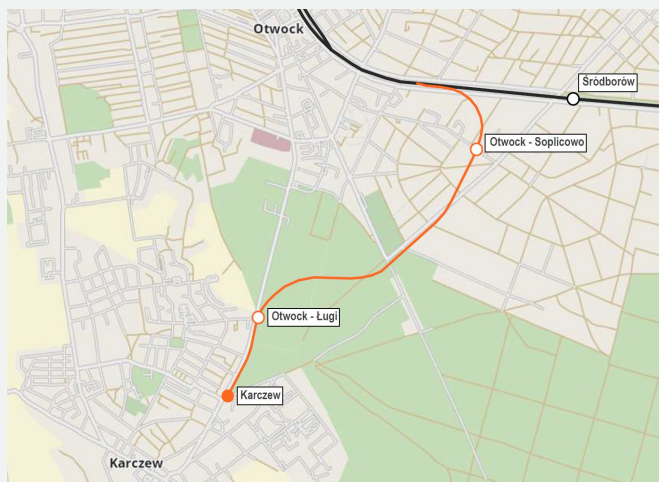 Otwock
Śródborów
Otwock - Soplicowo
Otwock - Ługi
Karczew
Karczew